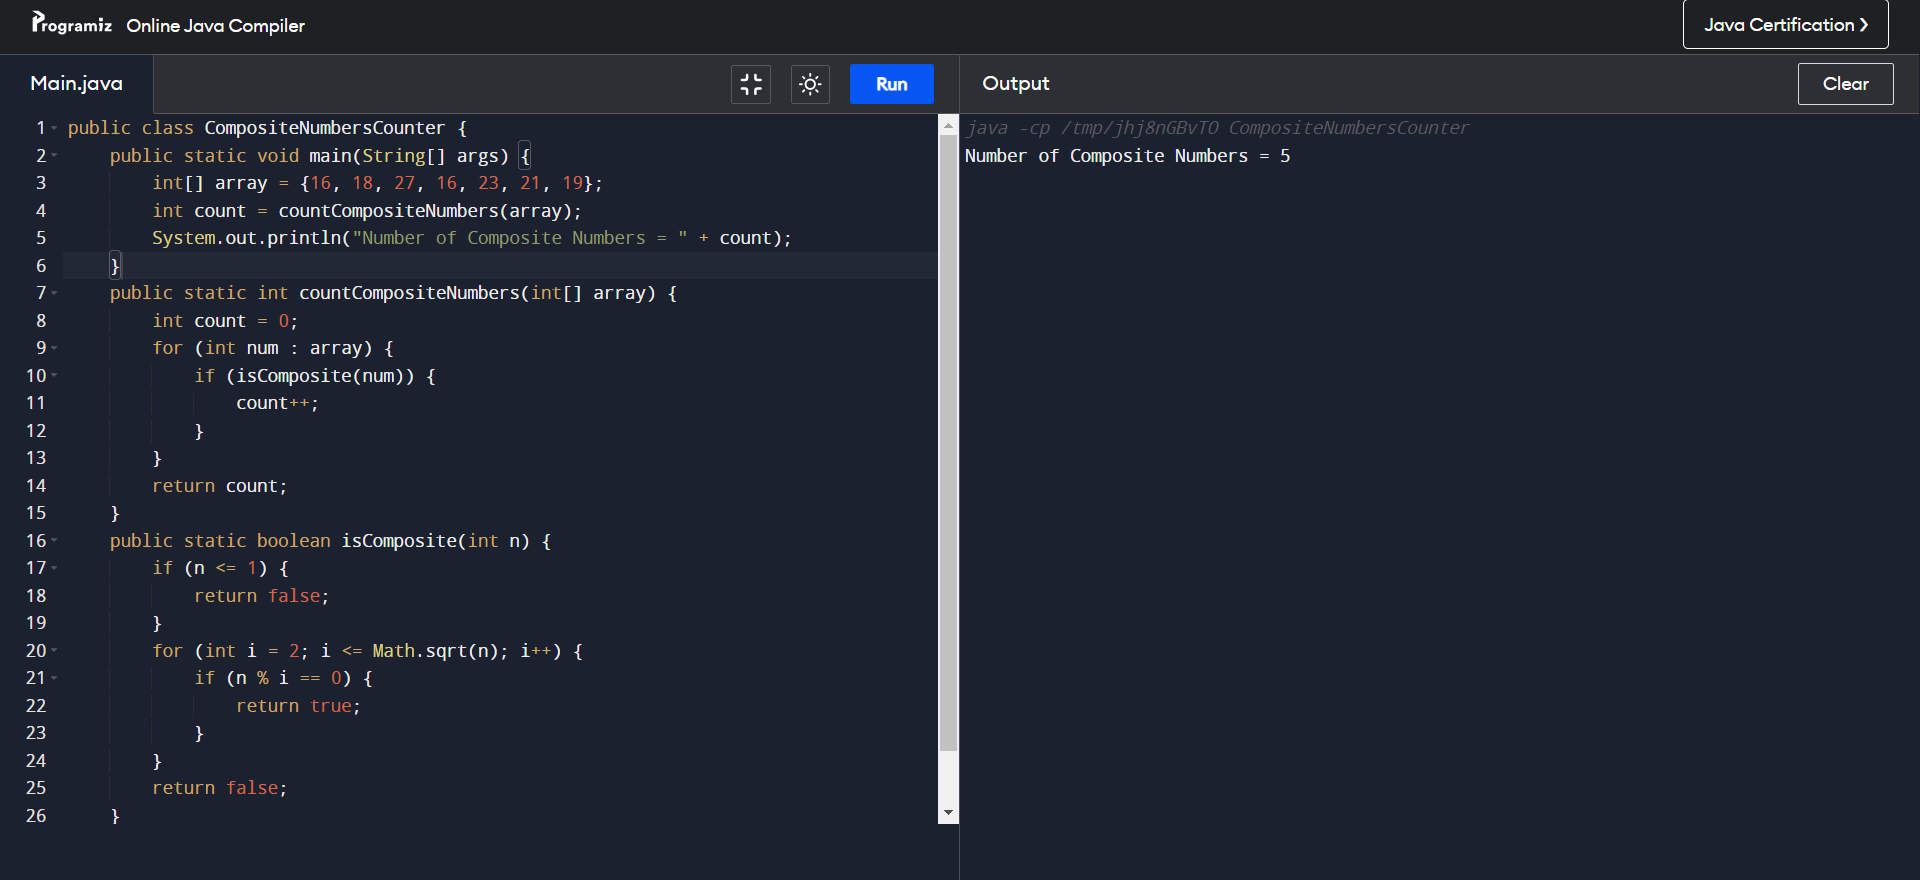 Programiz Online Java Compiler
Java Certification ❯
Main.java
Run
Output
Clear
1 public class CompositeNumbersCounter {
2     public static void main(String[] args) {
3         int[] array = {16, 18, 27, 16, 23, 21, 19};
4         int count = countCompositeNumbers(array);
5         System.out.println("Number of Composite Numbers = " + count);
6     }
7     public static int countCompositeNumbers(int[] array) {
8         int count = 0;
9         for (int num : array) {
10             if (isComposite(num)) {
11                 count++;
12             }
13         }
14         return count;
15     }
16     public static boolean isComposite(int n) {
17         if (n <= 1) {
18             return false;
19         }
20         for (int i = 2; i <= Math.sqrt(n); i++) {
21             if (n % i == 0) {
22                 return true;
23             }
24         }
25         return false;
26     }
java -cp /tmp/jhj8nGBvTO CompositeNumbersCounter
Number of Composite Numbers = 5